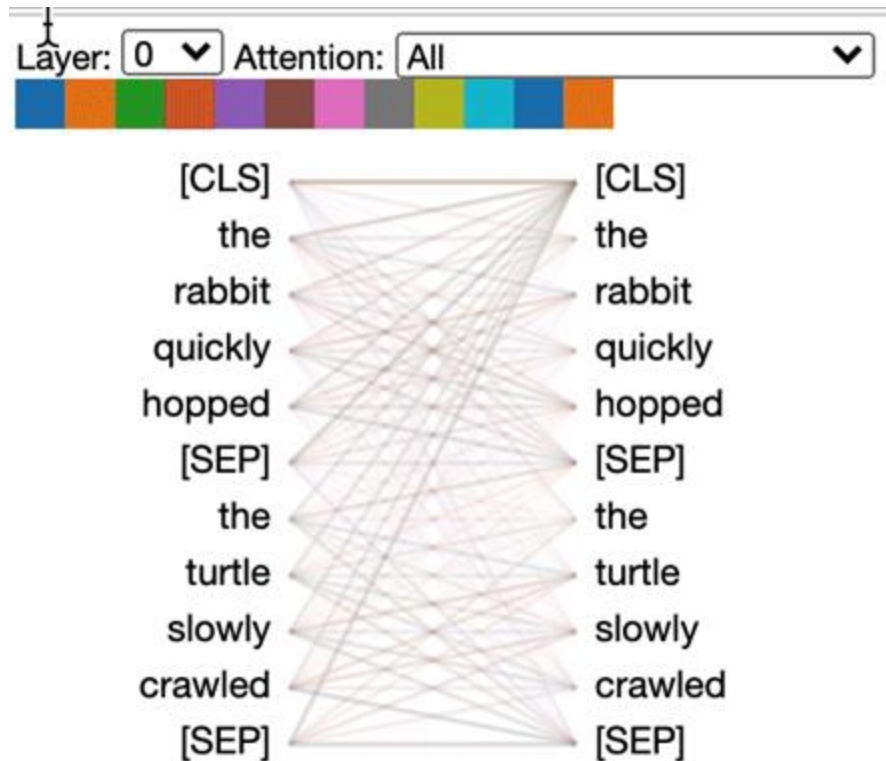 Layer: 0 Attention: All
[CLS] [CLS]
the the
rabbit rabbit
quickly quickly
hopped hopped
[SEP] [SEP]
the the
turtle turtle
slowly slowly
crawled crawled
[SEP] [SEP]